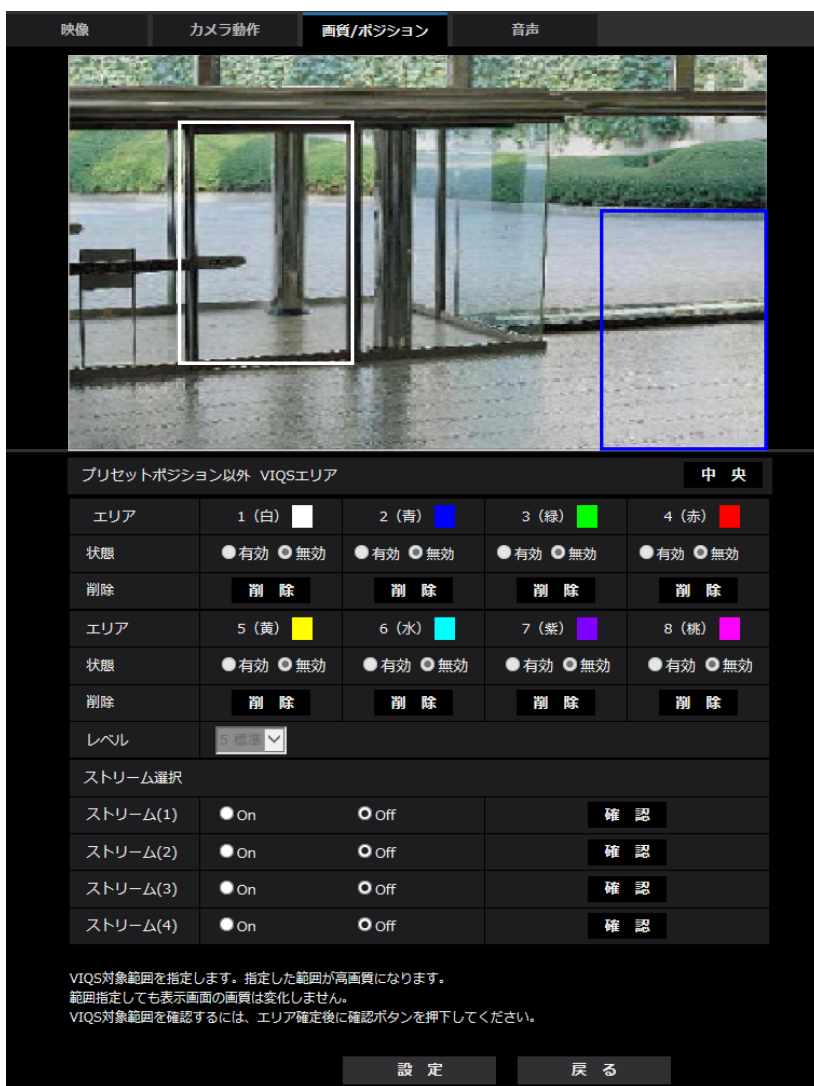 映像 カメラ動作 画質/ポジション 音声
プリセットポジション以外 VIQSエリア 中 央
エリア 1（白） 2（青） 3（緑） 4（赤）
状態 有効 無効 有効 無効 有効 無効 有効 無効
削除 削 除 削 除 削 除 削 除
エリア 5（黄） 6（水） 7（紫） 8（桃）
状態 有効 無効 有効 無効 有効 無効 有効 無効
削除 削 除 削 除 削 除 削 除
レベル 5 標準
ストリーム選択
ストリーム(1) On Off 確 認
ストリーム(2) On Off 確 認
ストリーム(3) On Off 確 認
ストリーム(4) On Off 確 認
VIQS対象範囲を指定します。指定した範囲が高画質になります。
範囲指定しても表示画面の画質は変化しません。
VIQS対象範囲を確認するには、エリア確定後に確認ボタンを押下してください。
設 定 戻 る